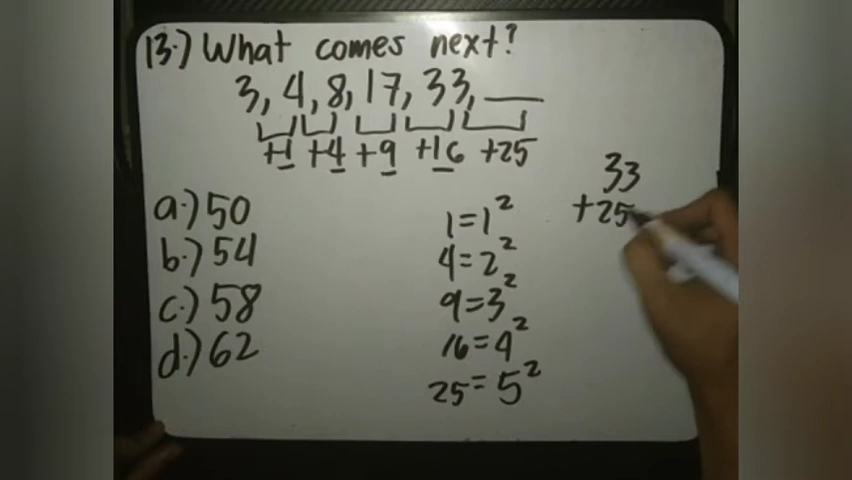 13.) What comes next?
3, 4, 8, 17, 33, ___
+1 +4 +9 +16 +25
a.) 50
b.) 54
c.) 58
d.) 62
1=1²
4=2²
9=3²
16=4²
25=5²
33
+25